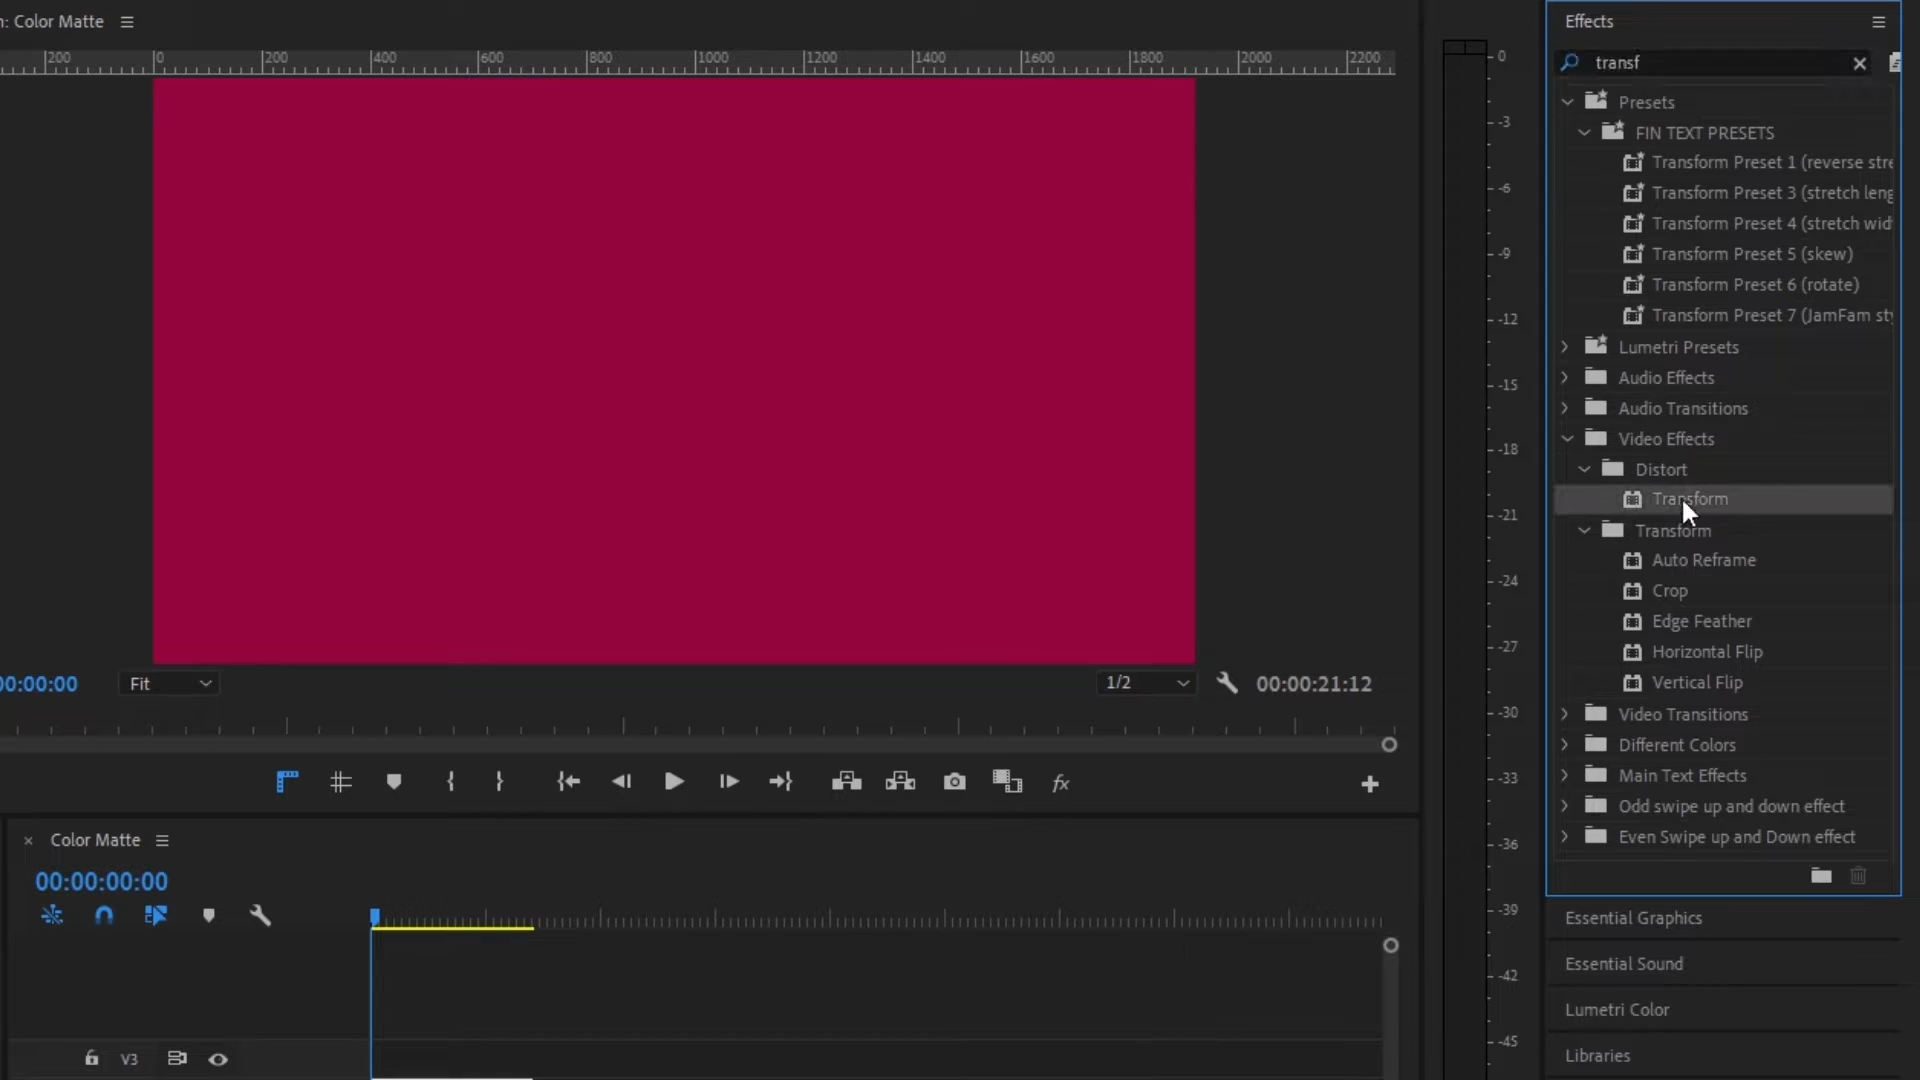 n: Color Matte
200 0 200 400 600 800 1000 1200 1400 1600 1800 2000 2200
00:00:00 Fit 1/2 00:00:21:12
fx
Color Matte
00:00:00:00
V3
0
-3
-6
-9
-12
-15
-18
-21
-24
-27
-30
-33
-36
-39
-42
-45
Effects
transf
Presets
FIN TEXT PRESETS
Transform Preset 1 (reverse stre
Transform Preset 3 (stretch leng
Transform Preset 4 (stretch wid
Transform Preset 5 (skew)
Transform Preset 6 (rotate)
Transform Preset 7 (JamFam sty
Lumetri Presets
Audio Effects
Audio Transitions
Video Effects
Distort
Transform
Transform
Auto Reframe
Crop
Edge Feather
Horizontal Flip
Vertical Flip
Video Transitions
Different Colors
Main Text Effects
Odd swipe up and down effect
Even Swipe up and Down effect
Essential Graphics
Essential Sound
Lumetri Color
Libraries